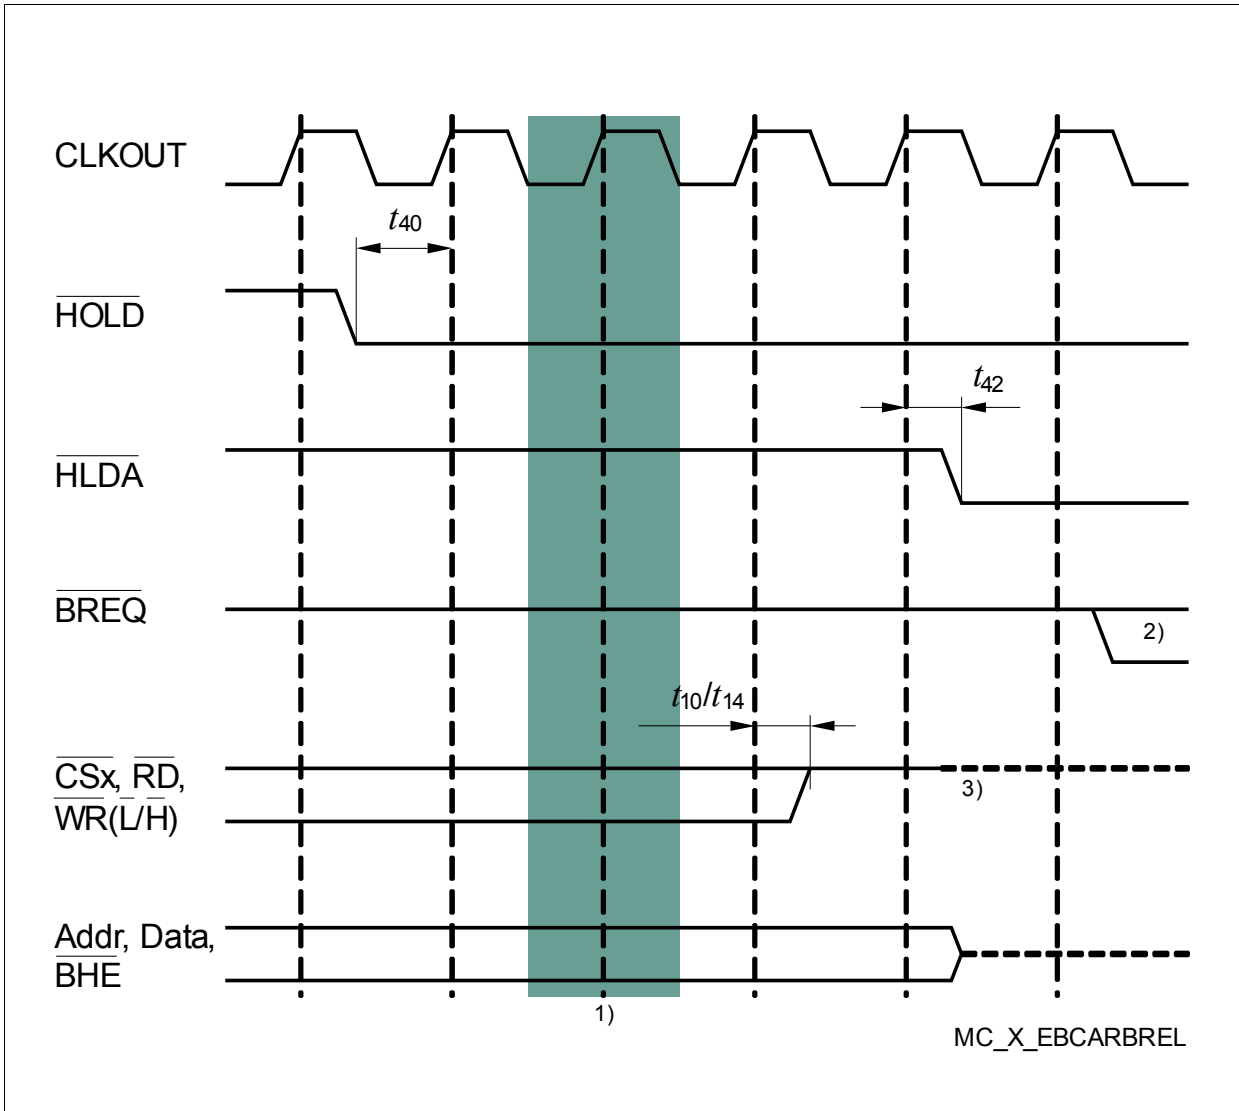 CLKOUT
t40
HOLD
t42
HLDA
BREQ
2)
t10/t14
CSx, RD,
3)
WR(L/H)
Addr, Data,
BHE
1)
MC_X_EBCARBREL